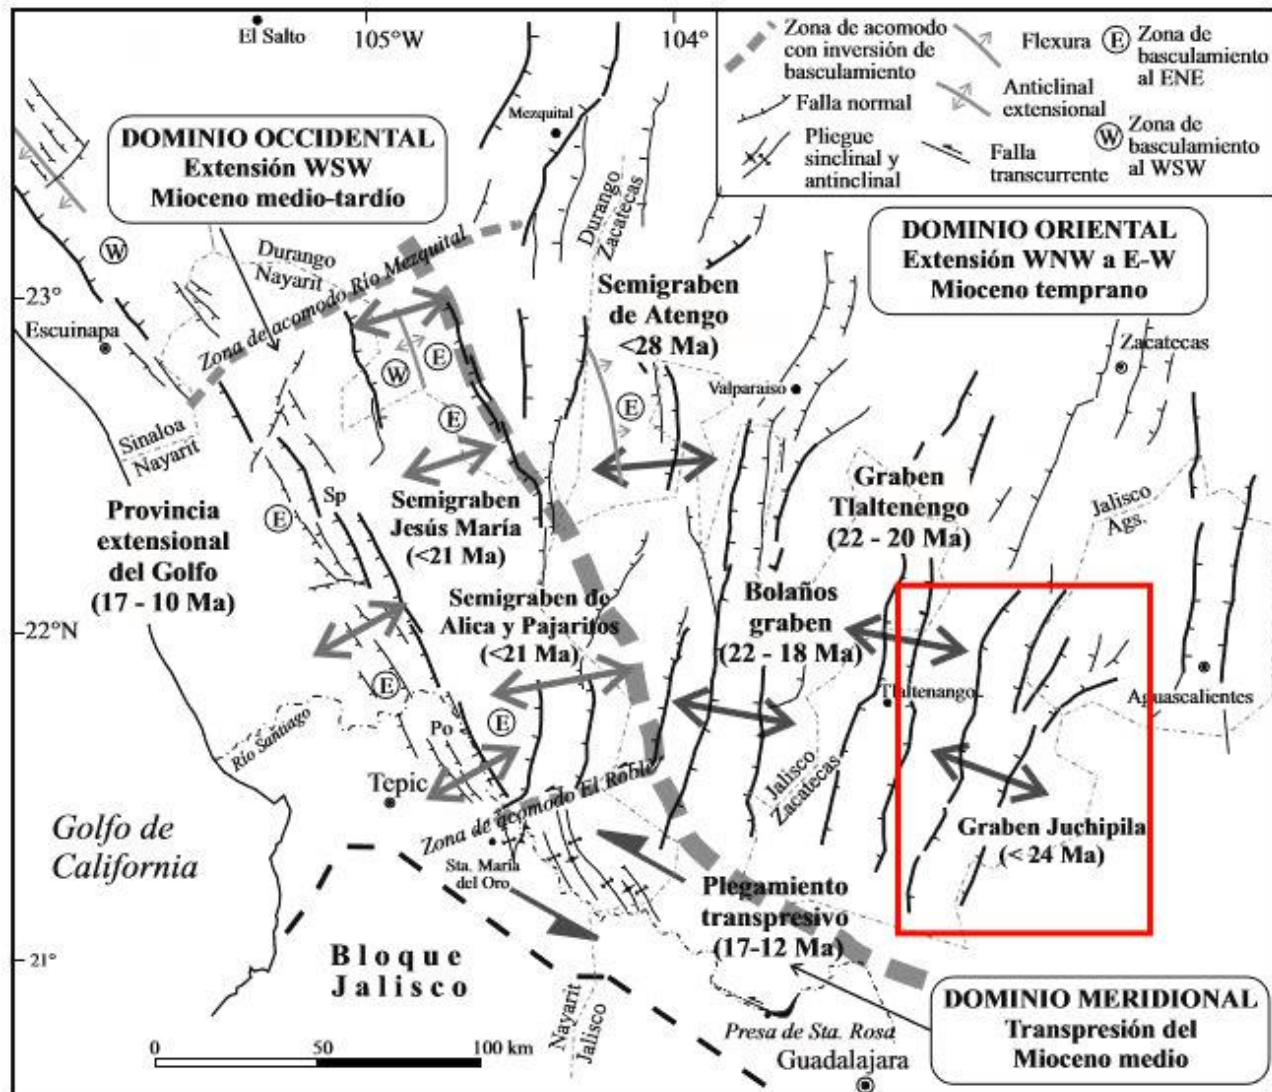 El Salto
105°W
104°
Zona de acomodo
con inversión de
basculamiento
Falla normal
Pliegue
sinclinal y
antinclinal
Flexura
Anticlinal
extensional
Falla
transcurrente
E
Zona de
basculamiento
al ENE
W
Zona de
basculamiento
al WSW
Mezquital
DOMINIO OCCIDENTAL
Extensión WSW
Mioceno medio-tardío
Durango
Zacatecas
DOMINIO ORIENTAL
Extensión WNW a E-W
Mioceno temprano
W
Durango
Nayarit
Zona de acomodo Río Mezquital
23°
Escuinapa
Semigraben
de Atengo
(<28 Ma)
Zacatecas
W
E
E
E
Valparaiso
Sinaloa
Nayarit
Provincia
extensional
del Golfo
(17 - 10 Ma)
Sp
E
Semigraben
Jesús María
(<21 Ma)
Graben
Tlaltenengo
(22 - 20 Ma)
Jalisco
Ags.
Semigraben de
Alica y Pajaritos
(<21 Ma)
Bolaños
graben
(22 - 18 Ma)
22°N
E
E
Tlaltenango
Aguascalientes
Río Santiago
Po
Tepic
Zona de acomodo El Roble
Jalisco
Zacatecas
Graben Juchipila
(< 24 Ma)
Golfo de
California
Sta. María
del Oro
Plegamiento
transpresivo
(17-12 Ma)
21°
Bloque
Jalisco
Nayarit
Jalisco
DOMINIO MERIDIONAL
Transpresión del
Mioceno medio
Presa de Sta. Rosa
Guadalajara
0
50
100 km